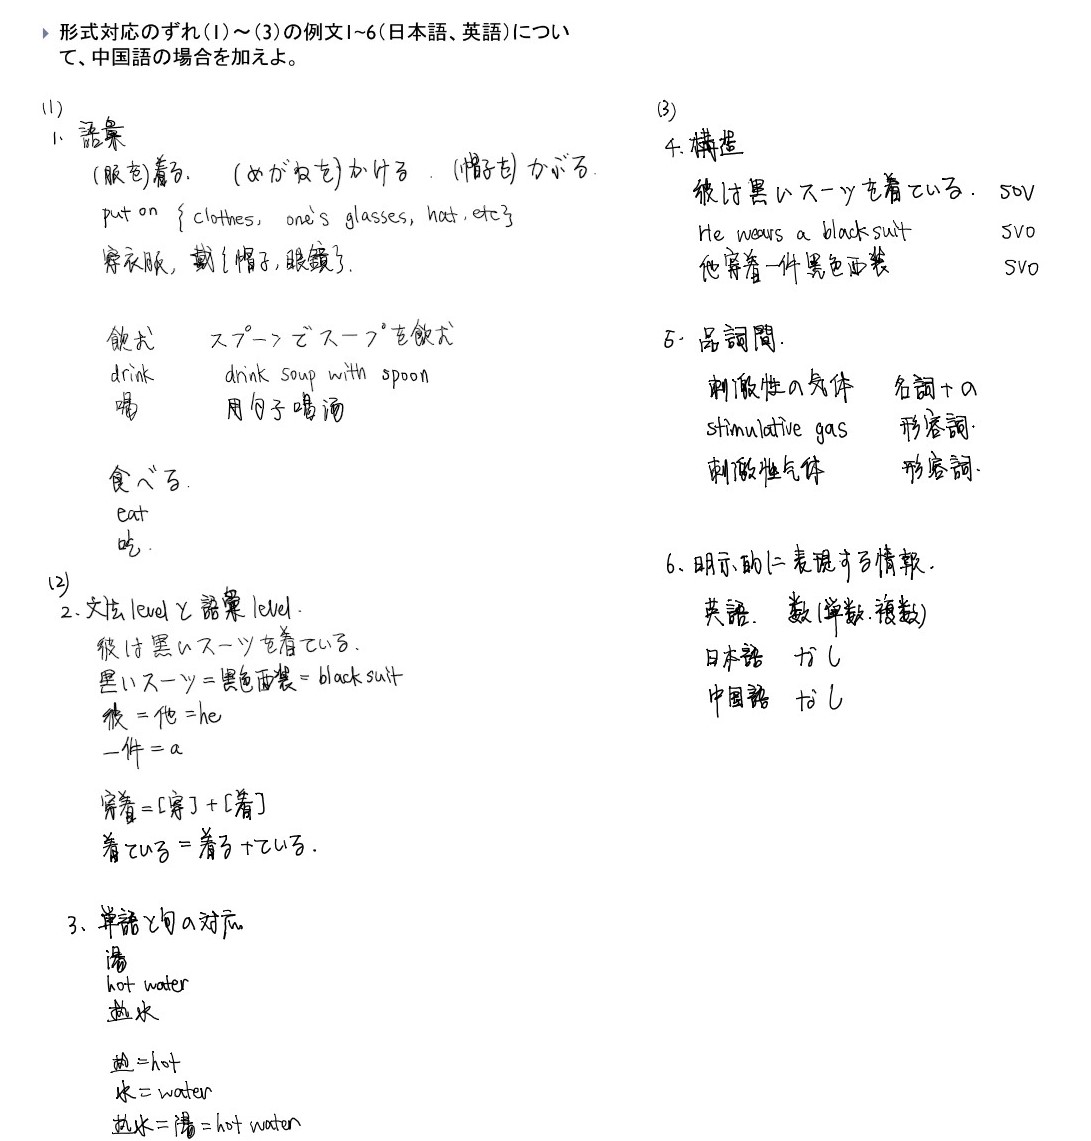 形式対応のずれ(1)～(3)の例文1~6(日本語、英語)につい
て、中国語の場合を加えよ。
(1)
1. 語彙
(服を)着る. (めがねを)かける. (帽子を)かぶる.
put on {clothes, one's glasses, hat, etc}
穿衣服, 戴{帽子,眼鏡}.
飲む スプーンでスープを飲む
drink drink soup with spoon
喝 用勺子喝汤
食べる.
eat
吃.
(2)
2. 文法levelと語彙level.
彼は黒いスーツを着ている.
黒いスーツ=黑色西装=black suit
彼=他=he
一件=a
穿着=[穿]+[着]
着ている=着る+ている.
3、単語と句の対応
湯
hot water
热水
热=hot
水=water
热水=湯=hot water
(3)
4. 構造
彼は黒いスーツを着ている. SOV
He wears a black suit SVO
他穿着一件黑色西装 SVO
5. 品詞間.
刺激性の気体 名詞+の
stimulative gas 形容詞.
刺激性气体 形容詞.
6、明示的に表現する情報.
英語. 数(単数.複数)
日本語 なし
中国語 なし